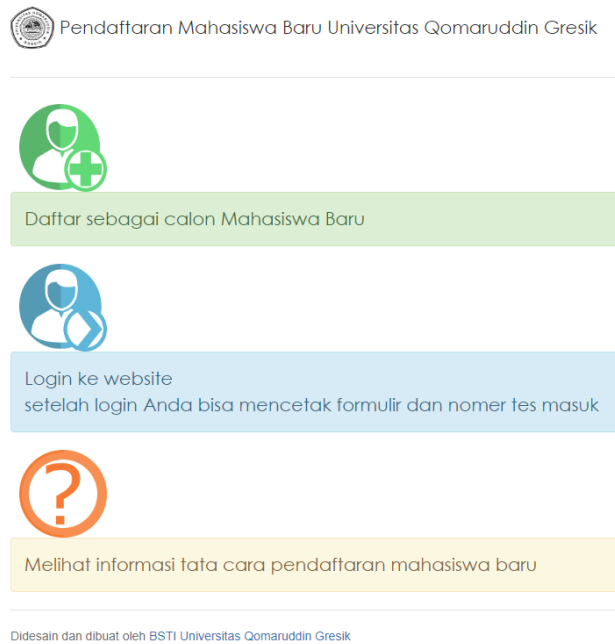 Pendaftaran Mahasiswa Baru Universitas Qomaruddin Gresik
Daftar sebagai calon Mahasiswa Baru
Login ke website
setelah login Anda bisa mencetak formulir dan nomer tes masuk
?
Melihat informasi tata cara pendaftaran mahasiswa baru
Didesain dan dibuat oleh BSTI Universitas Qomaruddin Gresik